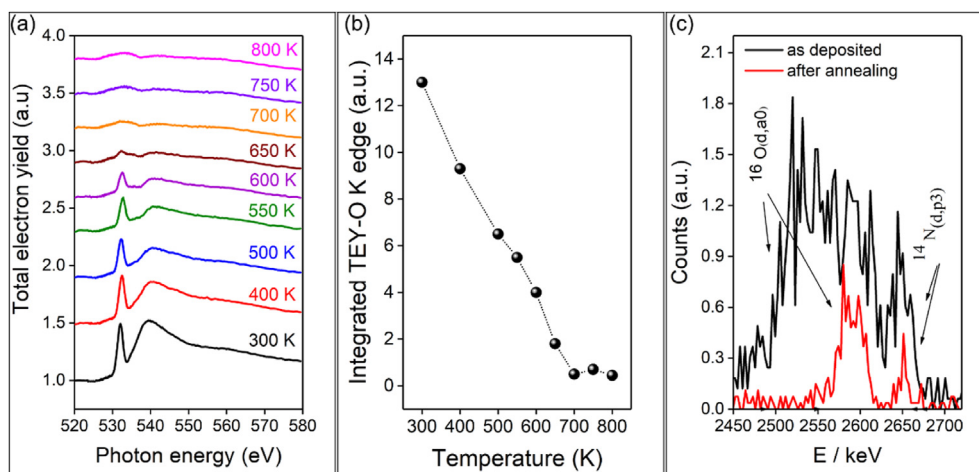 (a)
Total electron yield (a.u)
4.0
3.5
3.0
2.5
2.0
1.5
1.0
800 K
750 K
700 K
650 K
600 K
550 K
500 K
400 K
300 K
520 530 540 550 560 570 580
Photon energy (eV)
(b)
Integrated TEY-O K edge (a.u.)
14
12
10
8
6
4
2
0
300 400 500 600 700 800
Temperature (K)
(c)
Counts (a.u.)
2.1
1.8
1.5
1.2
0.9
0.6
0.3
0.0
as deposited
after annealing
16 O(d,a0)
14 N(d,p3)
2450 2500 2550 2600 2650 2700
E / keV